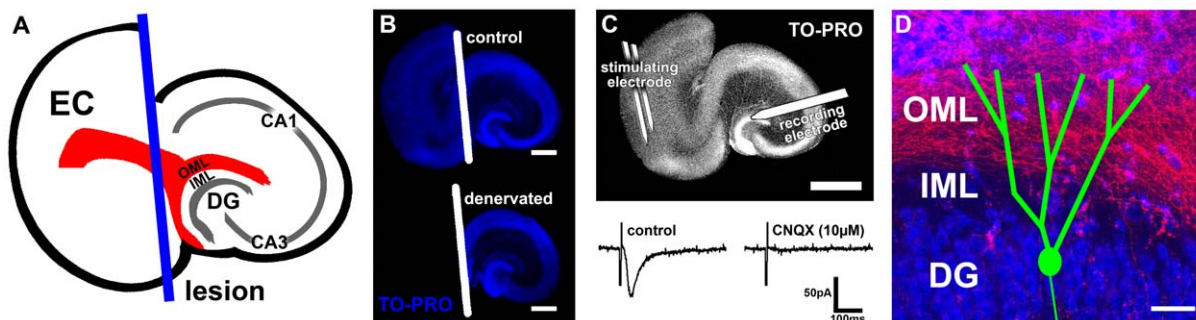 A
EC
CA1
OML
IML
DG
CA3
lesion
B
control
denervated
TO-PRO
C
TO-PRO
stimulating
electrode
recording
electrode
control
CNQX (10µM)
50pA
100ms
D
OML
IML
DG